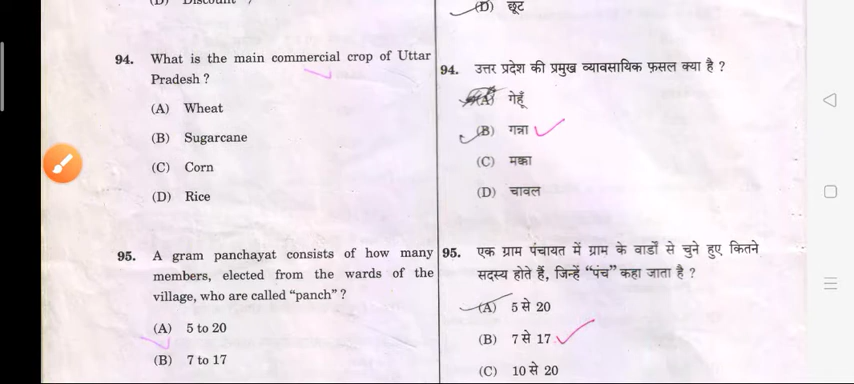 (D) Discount
94. What is the main commercial crop of Uttar
Pradesh ?
(A) Wheat
(B) Sugarcane
(C) Corn
(D) Rice
95. A gram panchayat consists of how many
members, elected from the wards of the
village, who are called “panch” ?
(A) 5 to 20
(B) 7 to 17
(D) छूट
94. उत्तर प्रदेश की प्रमुख व्यावसायिक फ़सल क्या है ?
(A) गेहूँ
(B) गन्ना
(C) मक्का
(D) चावल
95. एक ग्राम पंचायत में ग्राम के वार्डों से चुने हुए कितने
सदस्य होते हैं, जिन्हें “पंच” कहा जाता है ?
(A) 5 से 20
(B) 7 से 17
(C) 10 से 20